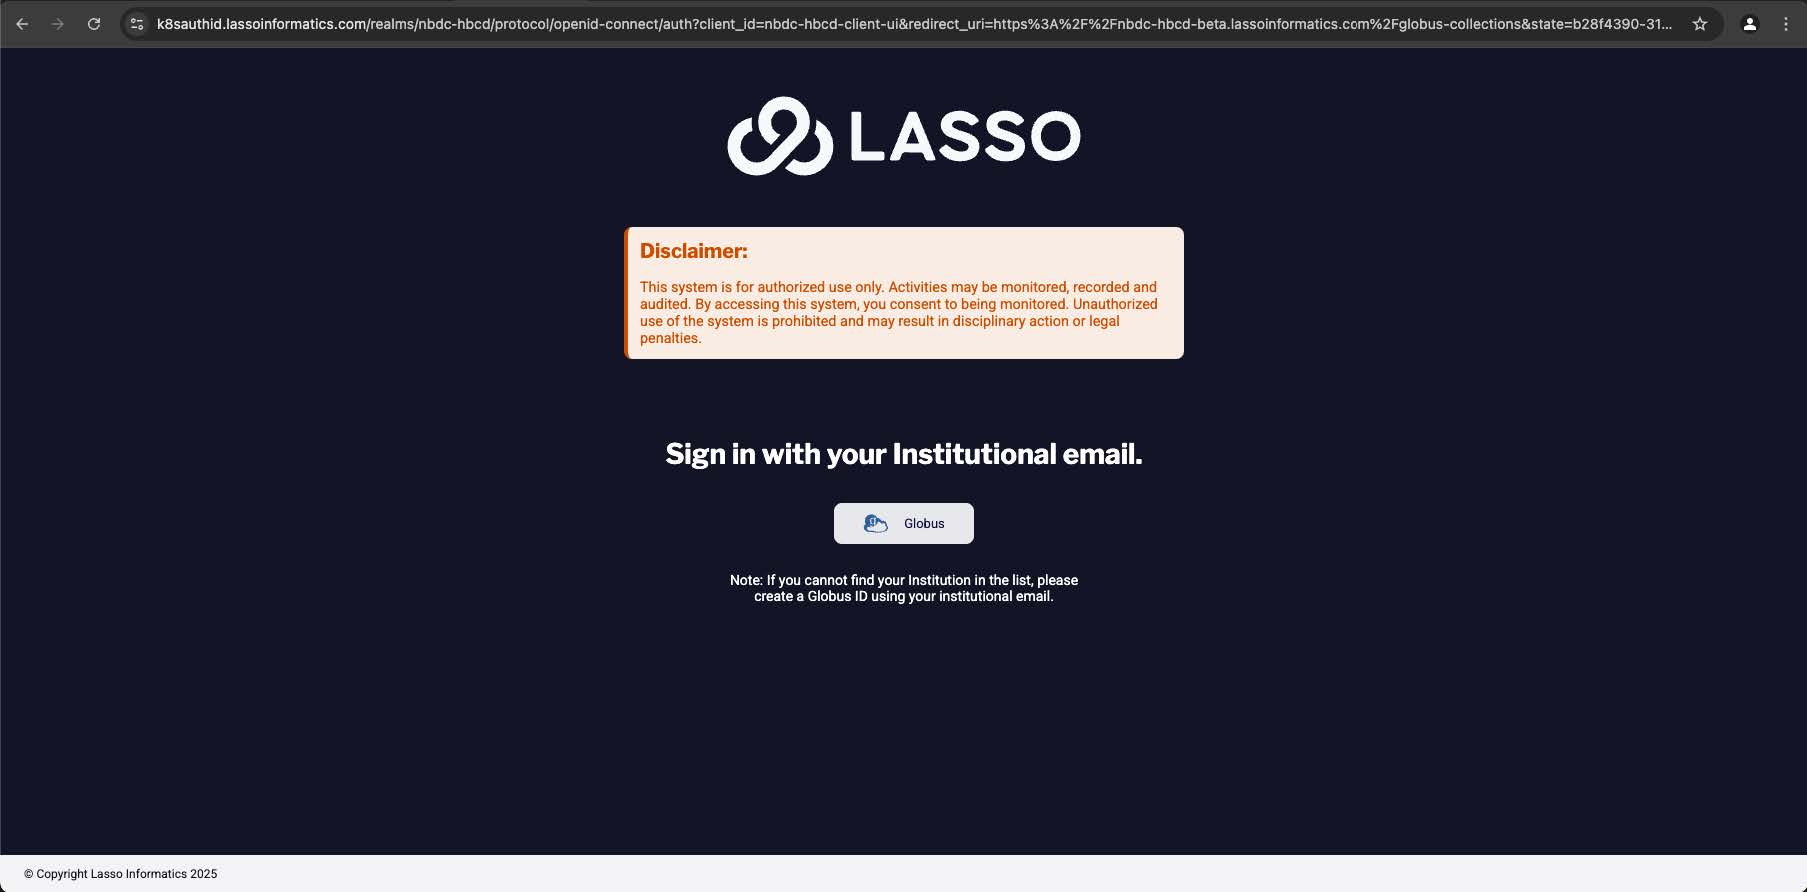 k8sauthid.lassoinformatics.com/realms/nbdc-hbcd/protocol/openid-connect/auth?client_id=nbdc-hbcd-client-ui&redirect_uri=https%3A%2F%2Fnbdc-hbcd-beta.lassoinformatics.com%2Fglobus-collections&state=b28f4390-31...
LASSO
Disclaimer:
This system is for authorized use only. Activities may be monitored, recorded and
audited. By accessing this system, you consent to being monitored. Unauthorized
use of the system is prohibited and may result in disciplinary action or legal
penalties.
Sign in with your Institutional email.
Globus
Note: If you cannot find your Institution in the list, please
create a Globus ID using your institutional email.
© Copyright Lasso Informatics 2025